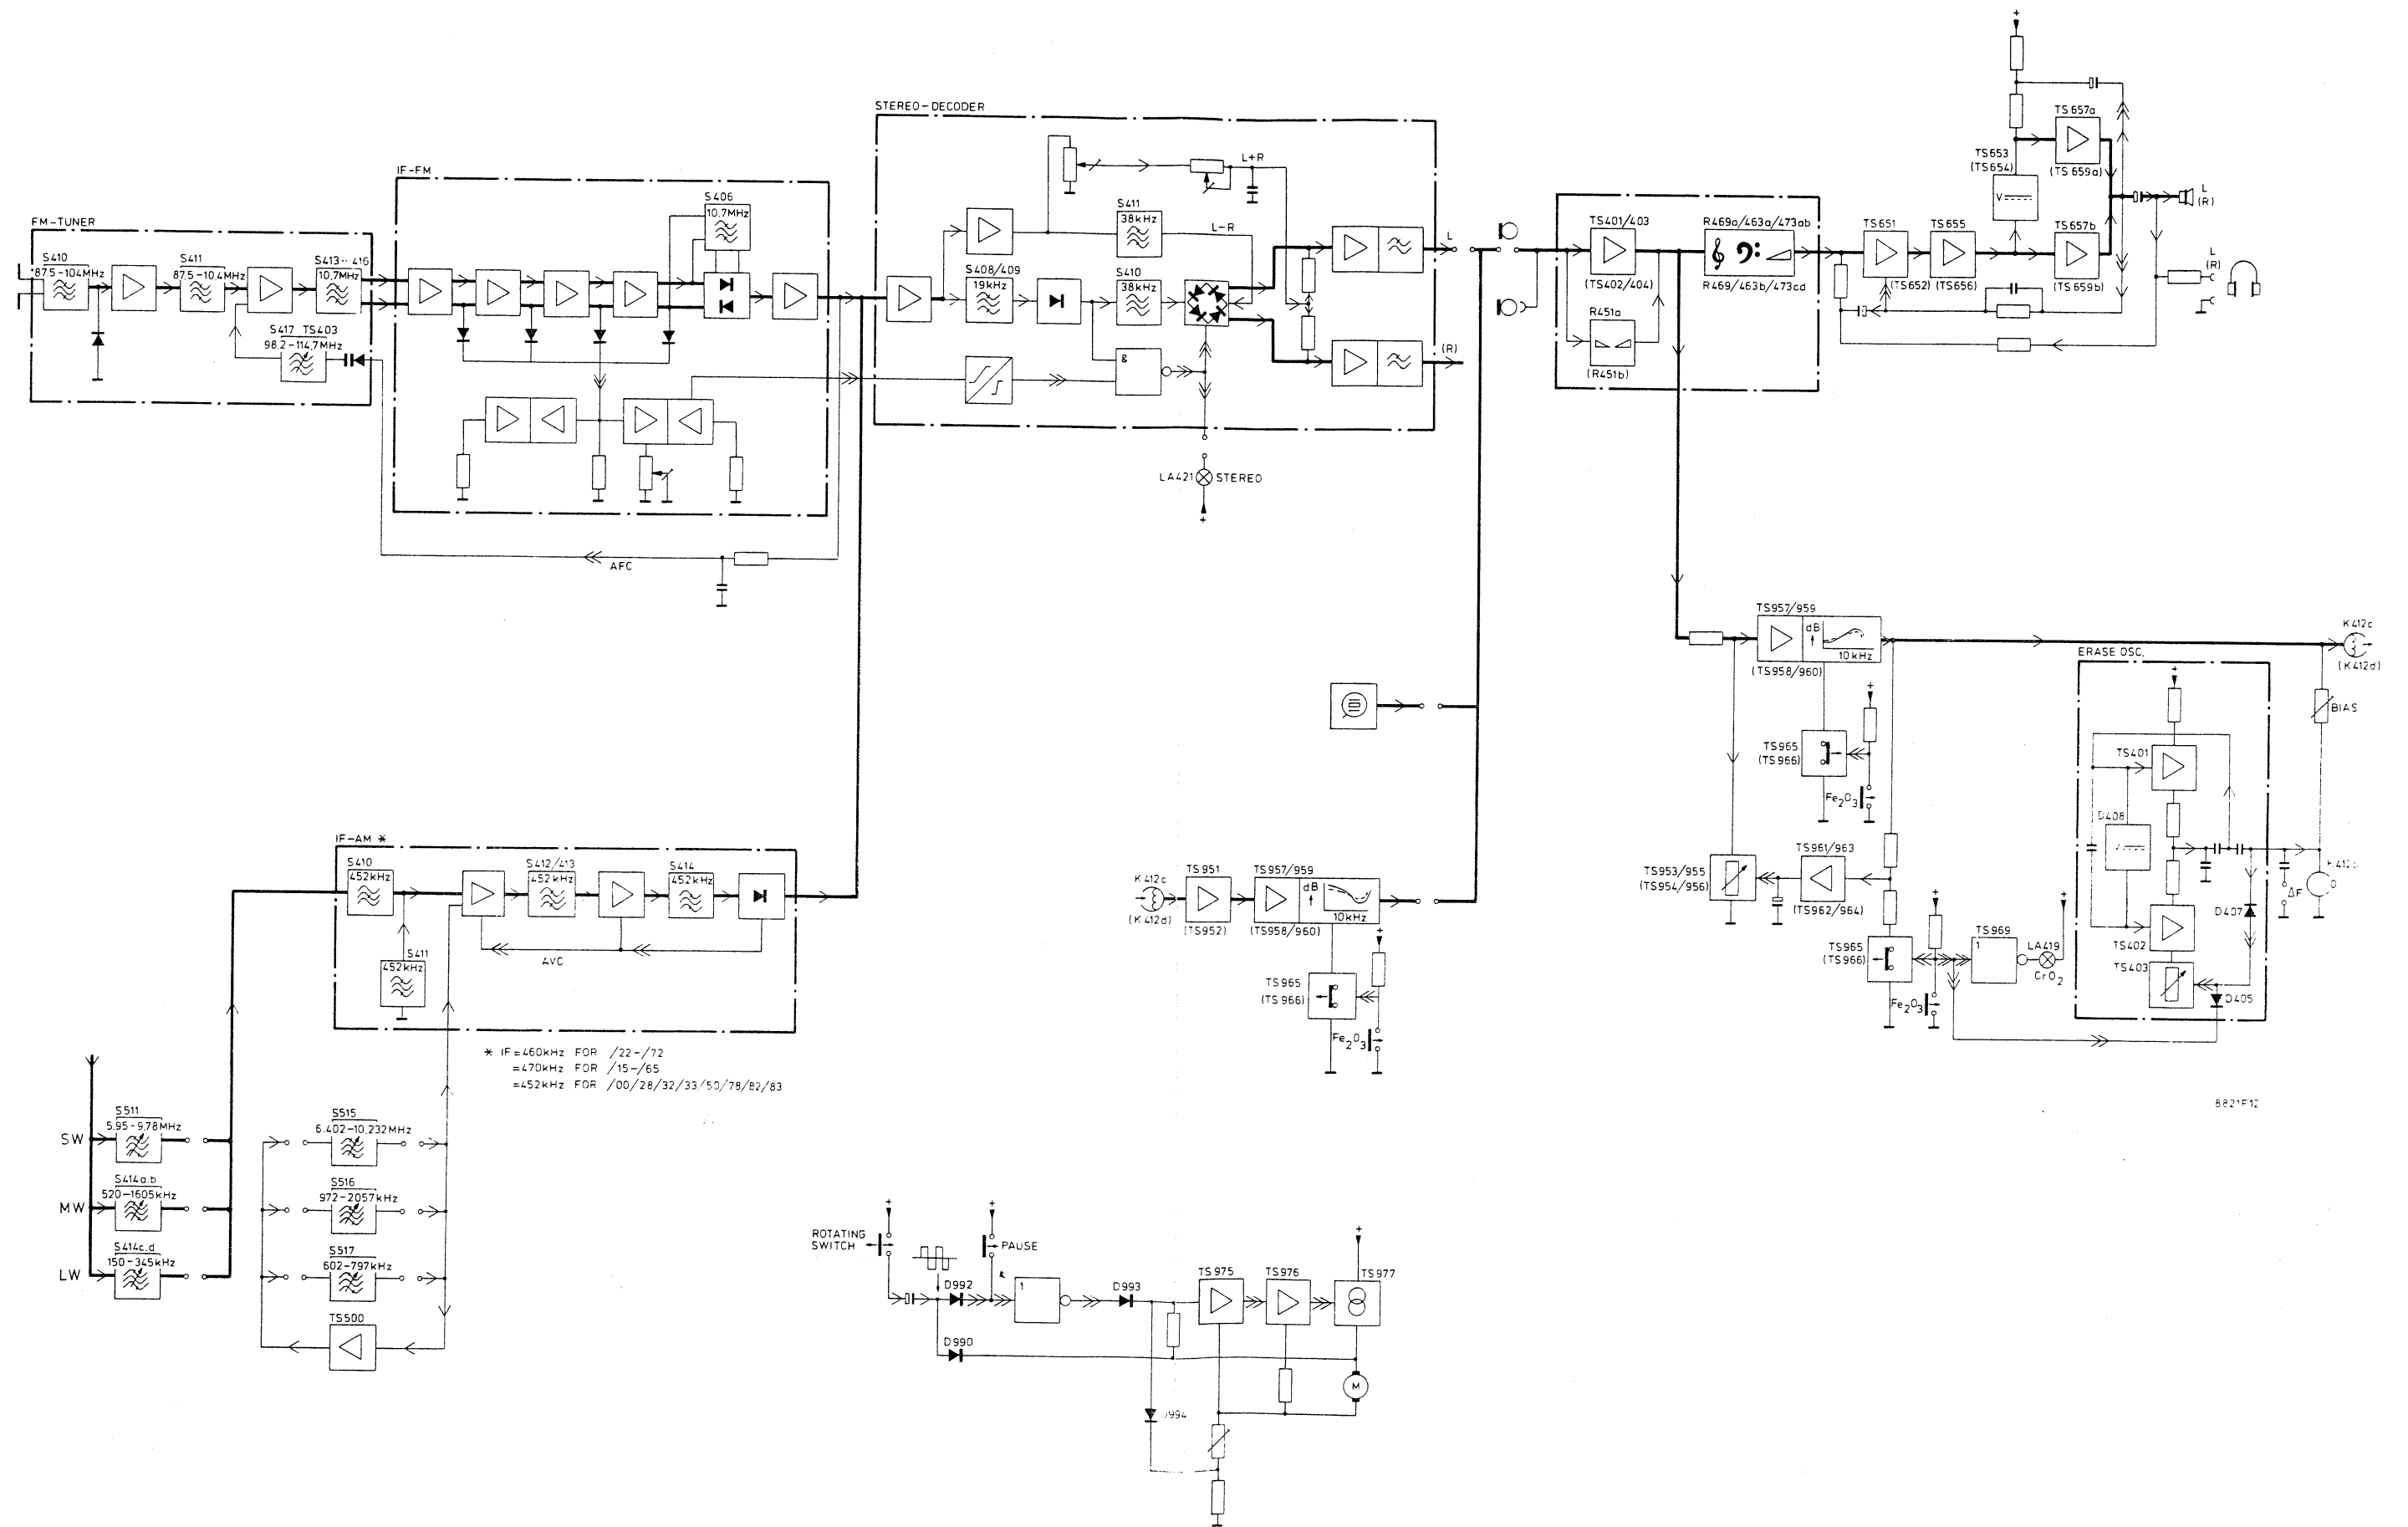 FM-TUNER
S410
87.5-104MHz
S411
87.5-10.4MHz
S413··416
10.7MHz
S417 TS403
98.2-114.7MHz
IF-FM
S406
10.7MHz
AFC
STEREO-DECODER
L+R
S411
38kHz
L-R
S408/409
19kHz
S410
38kHz
&
L
(R)
LA421
STEREO
+
TS401/403
(TS402/404)
R451a
(R451b)
R469a/463a/473ab
R469/463b/473cd
TS651
(TS652)
TS655
(TS656)
TS653
(TS654)
V
+
TS657a
(TS659a)
TS657b
(TS659b)
L
(R)
L
(R)
TS957/959
dB
10kHz
(TS958/960)
TS965
(TS966)
+
Fe2O3
K412c
(K412d)
BIAS
ERASE OSC.
+
TS401
D408
TS402
TS403
D407
D405
ΔF
TS953/955
(TS954/956)
TS961/963
(TS962/964)
TS965
(TS966)
+
Fe2O3
TS969
1
LA419
CrO2
+
8821E12
IF-AM *
S410
452kHz
S411
452kHz
S412/413
452kHz
S414
452kHz
AVC
* IF=460kHz FOR /22-/72
=470kHz FOR /15-/65
=452kHz FOR /00/28/32/33/50/78/82/83
K412c
(K412d)
TS951
(TS952)
TS957/959
dB
10kHz
(TS958/960)
TS965
(TS966)
+
Fe2O3
SW
S511
5.95-9.78MHz
MW
S414a.b
520-1605kHz
LW
S414c.d
150-345kHz
S515
6.402-10.232MHz
S516
972-2057kHz
S517
602-797kHz
TS500
+
ROTATING
SWITCH
+
PAUSE
D992
D990
1
D993
TS975
TS976
TS977
+
M